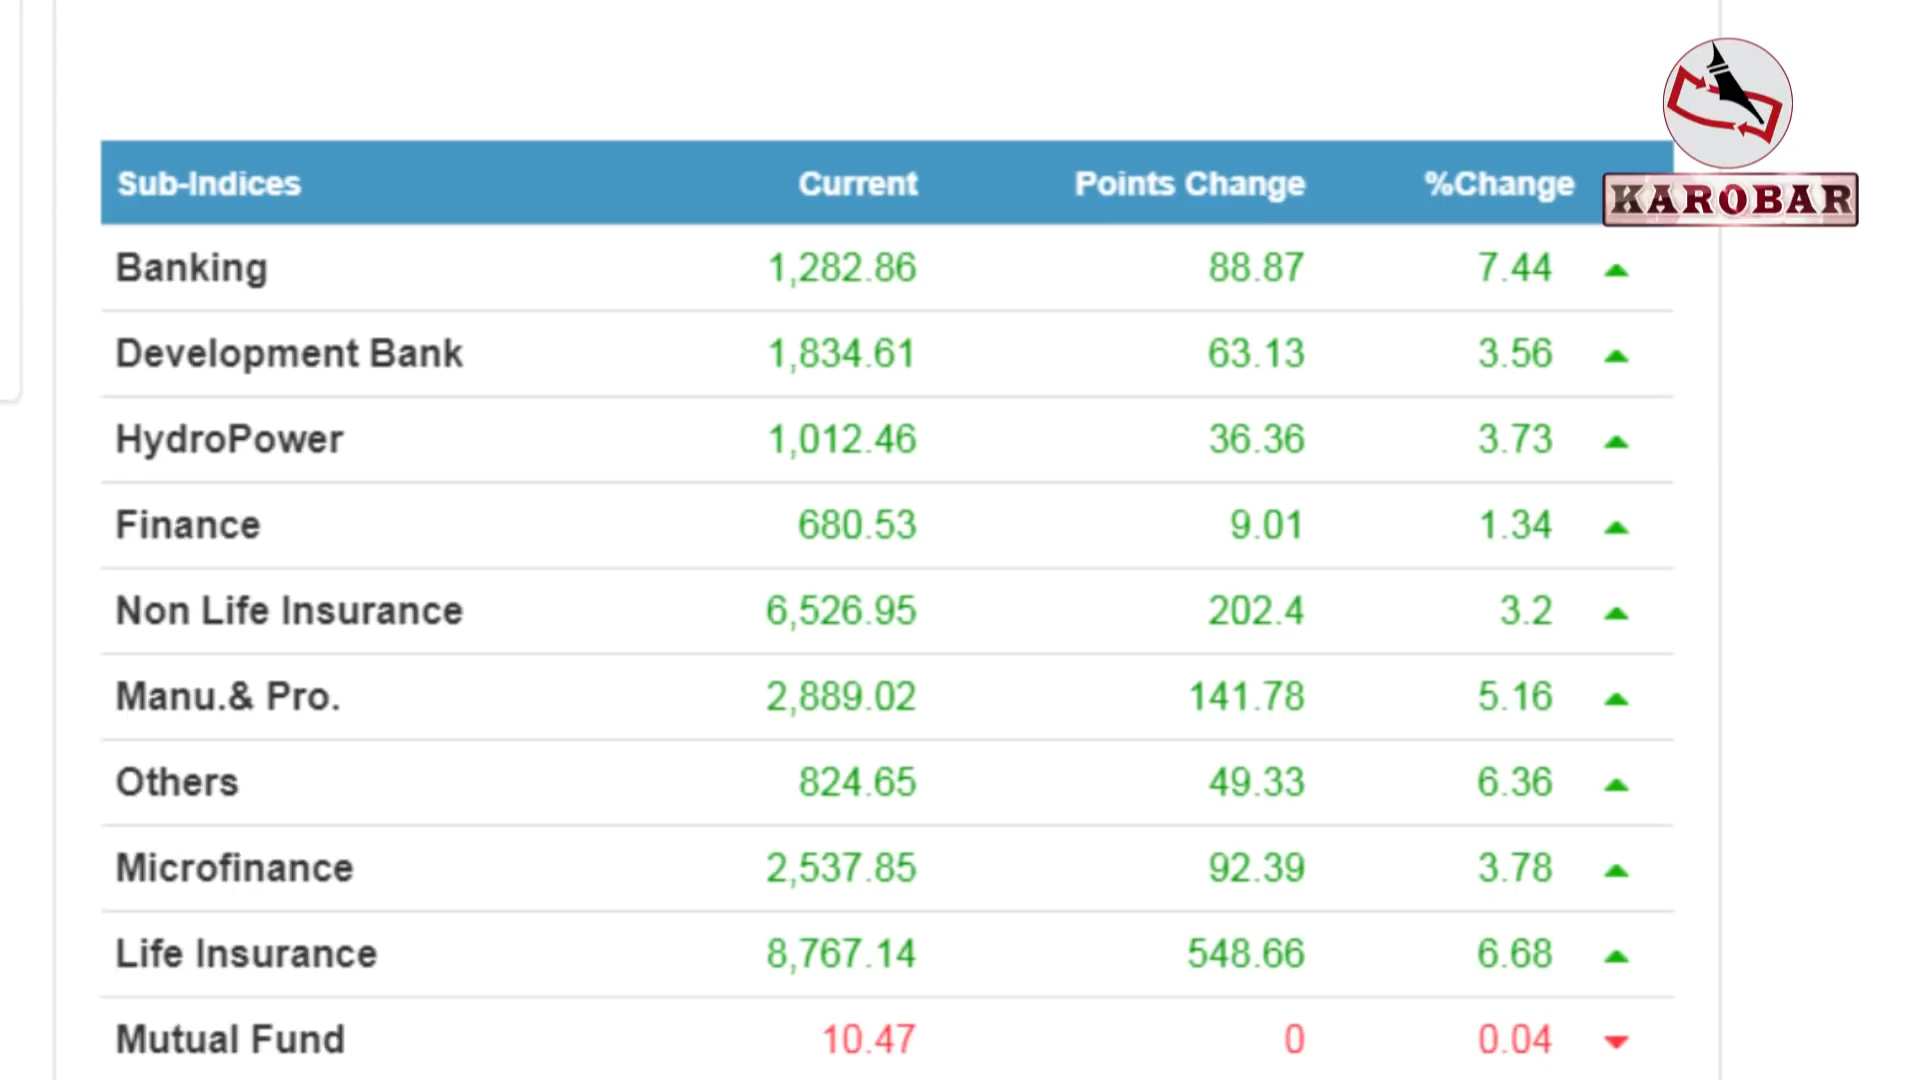 Sub-Indices Current Points Change %Change
KAROBAR
Banking 1,282.86 88.87 7.44
Development Bank 1,834.61 63.13 3.56
HydroPower 1,012.46 36.36 3.73
Finance 680.53 9.01 1.34
Non Life Insurance 6,526.95 202.4 3.2
Manu.& Pro. 2,889.02 141.78 5.16
Others 824.65 49.33 6.36
Microfinance 2,537.85 92.39 3.78
Life Insurance 8,767.14 548.66 6.68
Mutual Fund 10.47 0 0.04